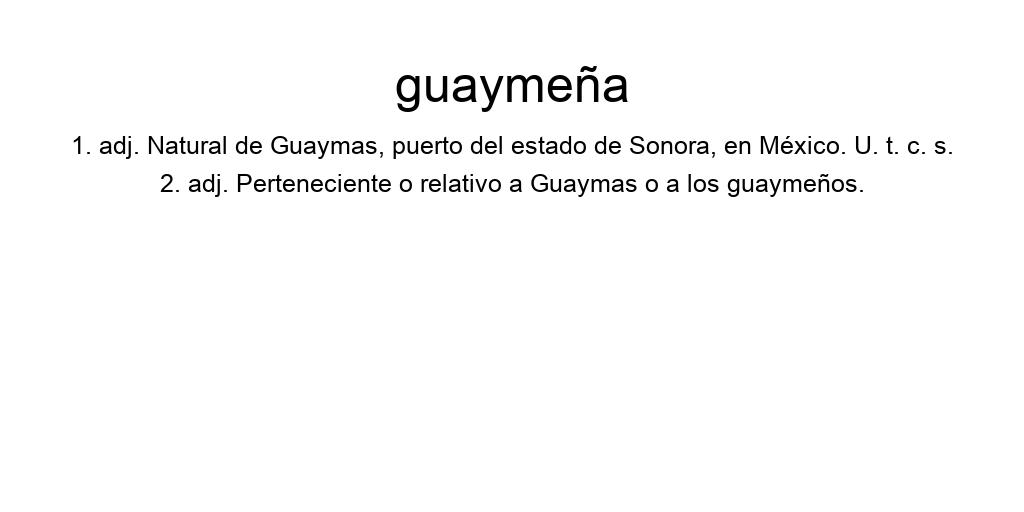 guaymeña
1. adj. Natural de Guaymas, puerto del estado de Sonora, en México. U. t. c. s.
2. adj. Perteneciente o relativo a Guaymas o a los guaymeños.